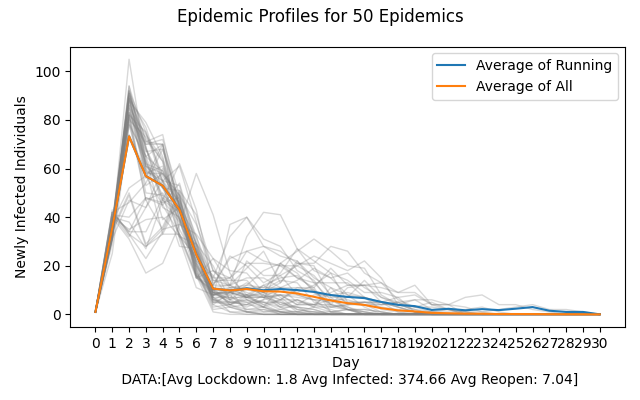 Epidemic Profiles for 50 Epidemics
Average of Running
Average of All
Newly Infected Individuals
100
80
60
40
20
0
0 1 2 3 4 5 6 7 8 9 10 11 12 13 14 15 16 17 18 19 20 21 22 23 24 25 26 27 28 29 30
Day
DATA:[Avg Lockdown: 1.8 Avg Infected: 374.66 Avg Reopen: 7.04]